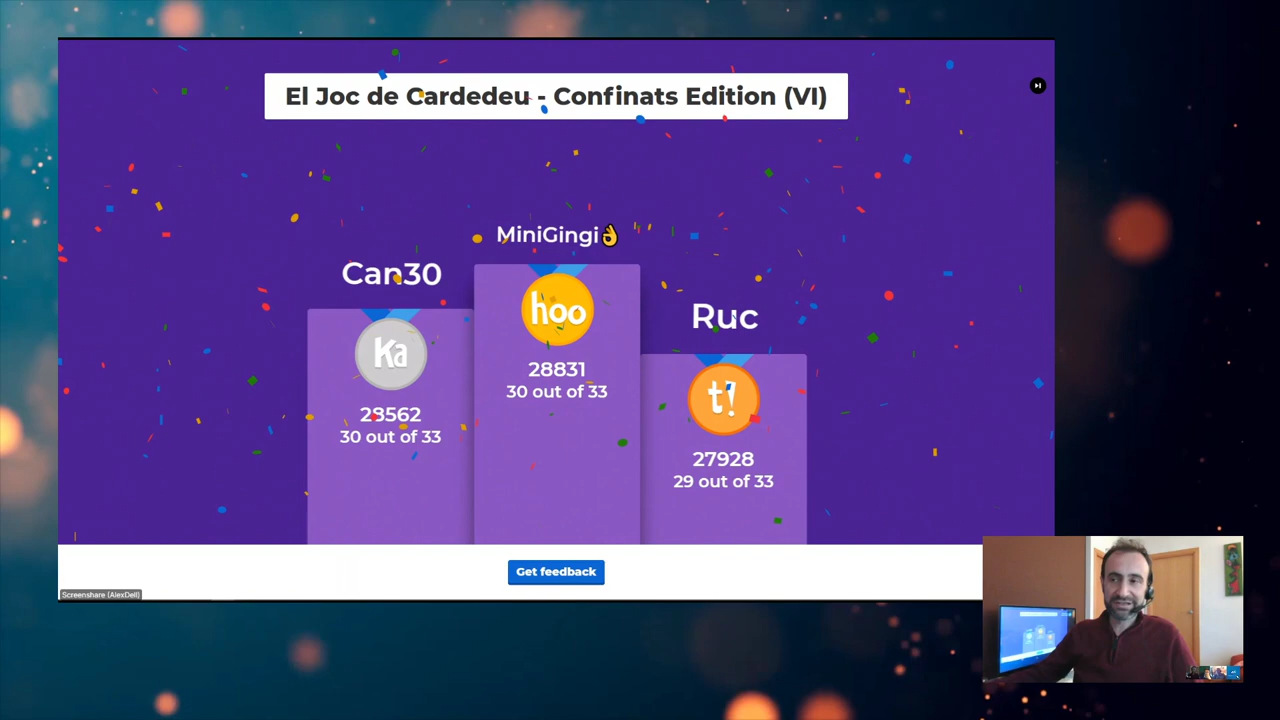 El Joc de Cardedeu - Confinats Edition (VI)
MiniGingi👌
Can30
Ruc
hoo
Ka
t!
28831
30 out of 33
28562
30 out of 33
27928
29 out of 33
Get feedback
Screenshare (AlexDell)